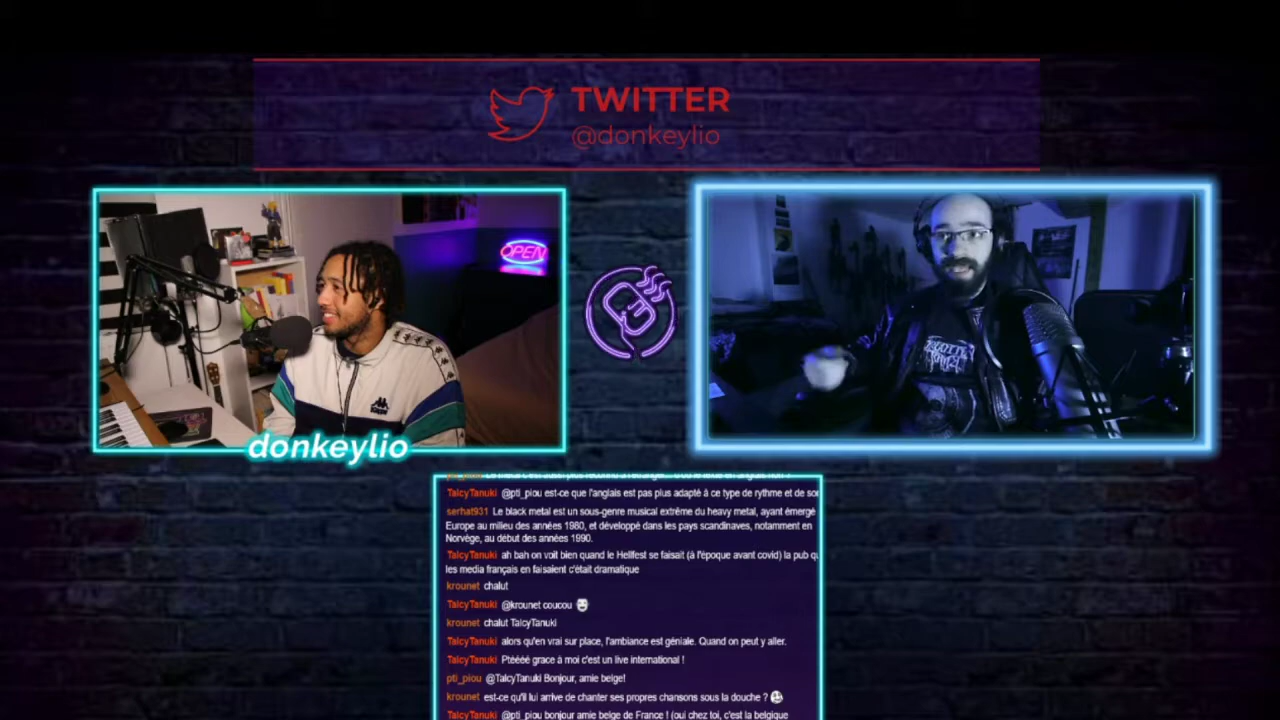 TWITTER
@donkeylio
OPEN
Kappa
donkeylio
TalcyTanuki @pti_piou est-ce que l'anglais est pas plus adapté à ce type de rythme et de
serhat931 Le black metal est un sous-genre musical extrême du heavy metal, ayant émergé
Europe au milieu des années 1980, et développé dans les pays scandinaves, notamment en
Norvège, au début des années 1990.
TalcyTanuki ah bah on voit bien quand le Hellfest se faisait (à l'époque avant covid) la pub
les media français en faisaient c'était dramatique
krounet chalut
TalcyTanuki @krounet coucou
krounet chalut TalcyTanuki
TalcyTanuki alors qu'en vrai sur place, l'ambiance est géniale. Quand on peut y aller.
TalcyTanuki Ptéééé grace à moi c'est un live international !
pti_piou @TalcyTanuki Bonjour, amie belge!
krounet est-ce qu'il lui arrive de chanter ses propres chansons sous la douche ?
TalcyTanuki @pti_piou bonjour amie belge de France ! (oui chez toi, c'est la belgique